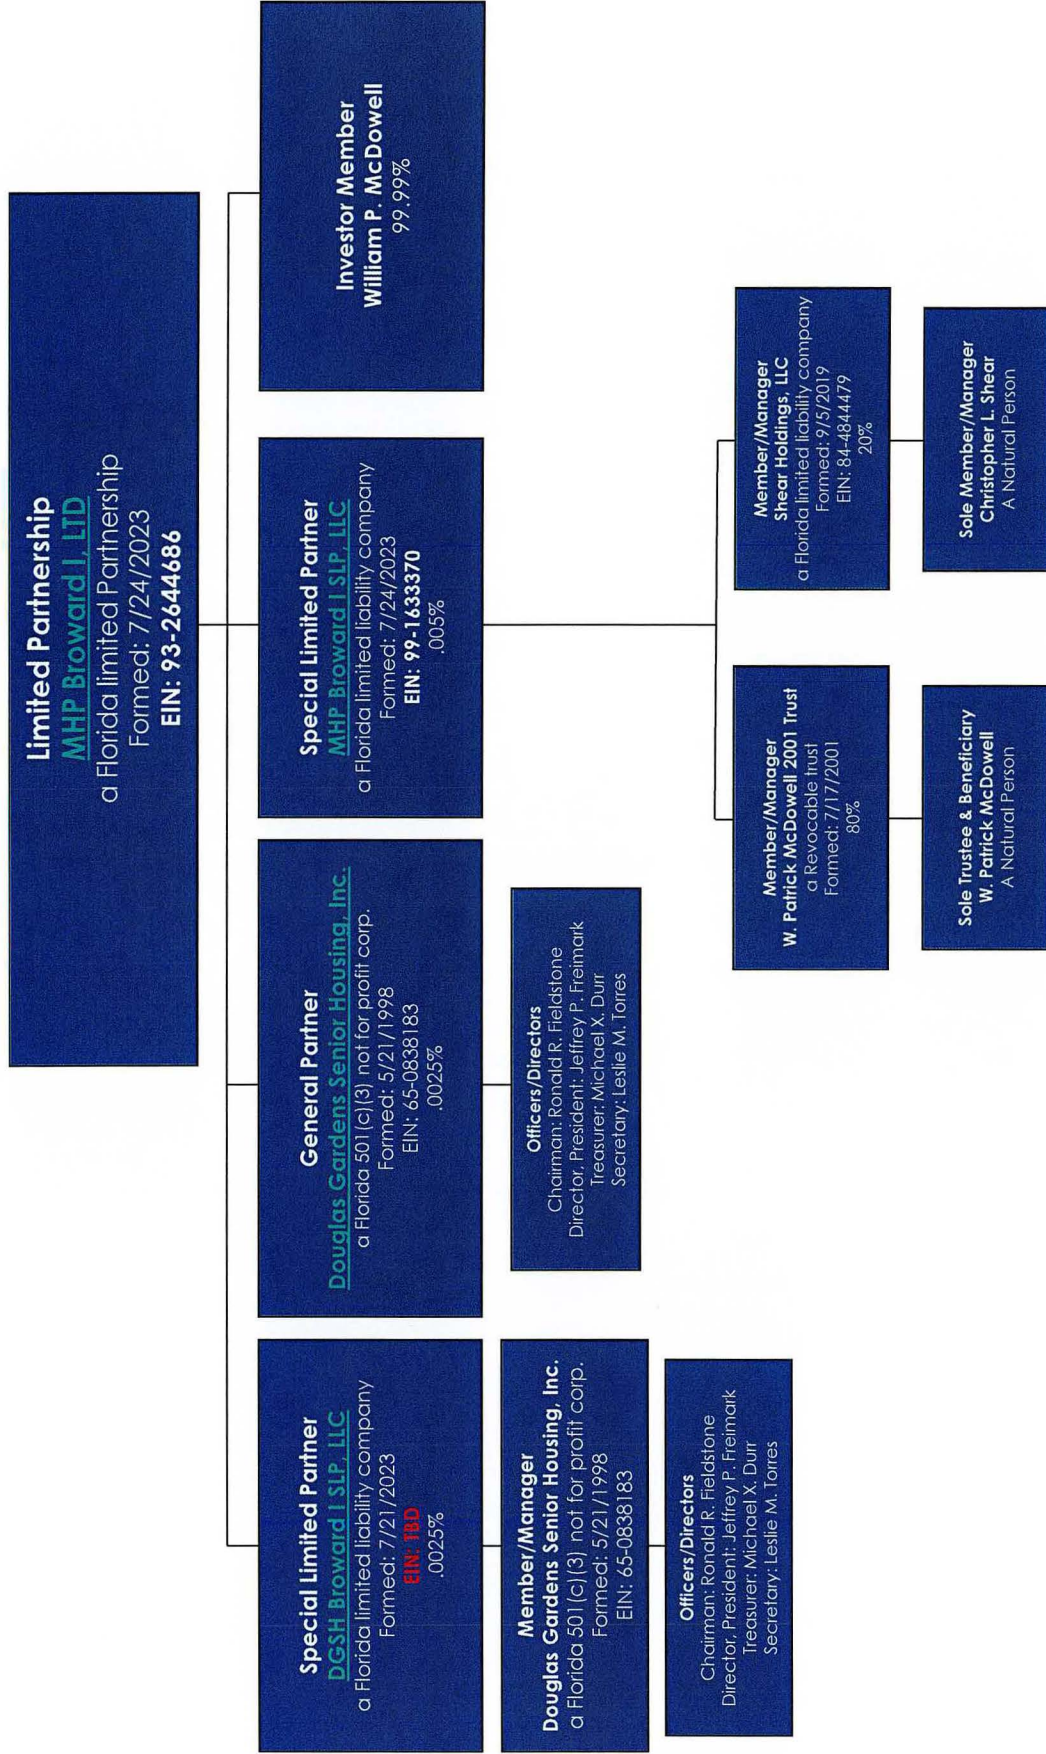 Limited Partnership
MHP Broward I, LTD
a Florida limited Partnership
Formed: 7/24/2023
EIN: 93-2644686
Special Limited Partner
DGSH Broward I SLP, LLC
a Florida limited liability company
Formed: 7/21/2023
EIN: TBD
.0025%
Member/Manager
Douglas Gardens Senior Housing, Inc.
a Florida 501(c)(3) not for profit corp.
Formed: 5/21/1998
EIN: 65-0838183
Officers/Directors
Chairman: Ronald R. Fieldstone
Director, President: Jeffrey P. Freimark
Treasurer: Michael X. Durr
Secretary: Leslie M. Torres
General Partner
Douglas Gardens Senior Housing, Inc.
a Florida 501(c)(3) not for profit corp.
Formed: 5/21/1998
EIN: 65-0838183
.0025%
Officers/Directors
Chairman: Ronald R. Fieldstone
Director, President: Jeffrey P. Freimark
Treasurer: Michael X. Durr
Secretary: Leslie M. Torres
Special Limited Partner
MHP Broward I SLP, LLC
a Florida limited liability company
Formed: 7/24/2023
EIN: 99-1633370
.005%
Member/Manager
W. Patrick McDowell 2001 Trust
a Revocable trust
Formed: 7/17/2001
80%
Sole Trustee & Beneficiary
W. Patrick McDowell
A Natural Person
Member/Manager
Shear Holdings, LLC
a Florida limited liability company
Formed: 9/5/2019
EIN: 84-4844479
20%
Sole Member/Manager
Christopher L. Shear
A Natural Person
Investor Member
William P. McDowell
99.99%